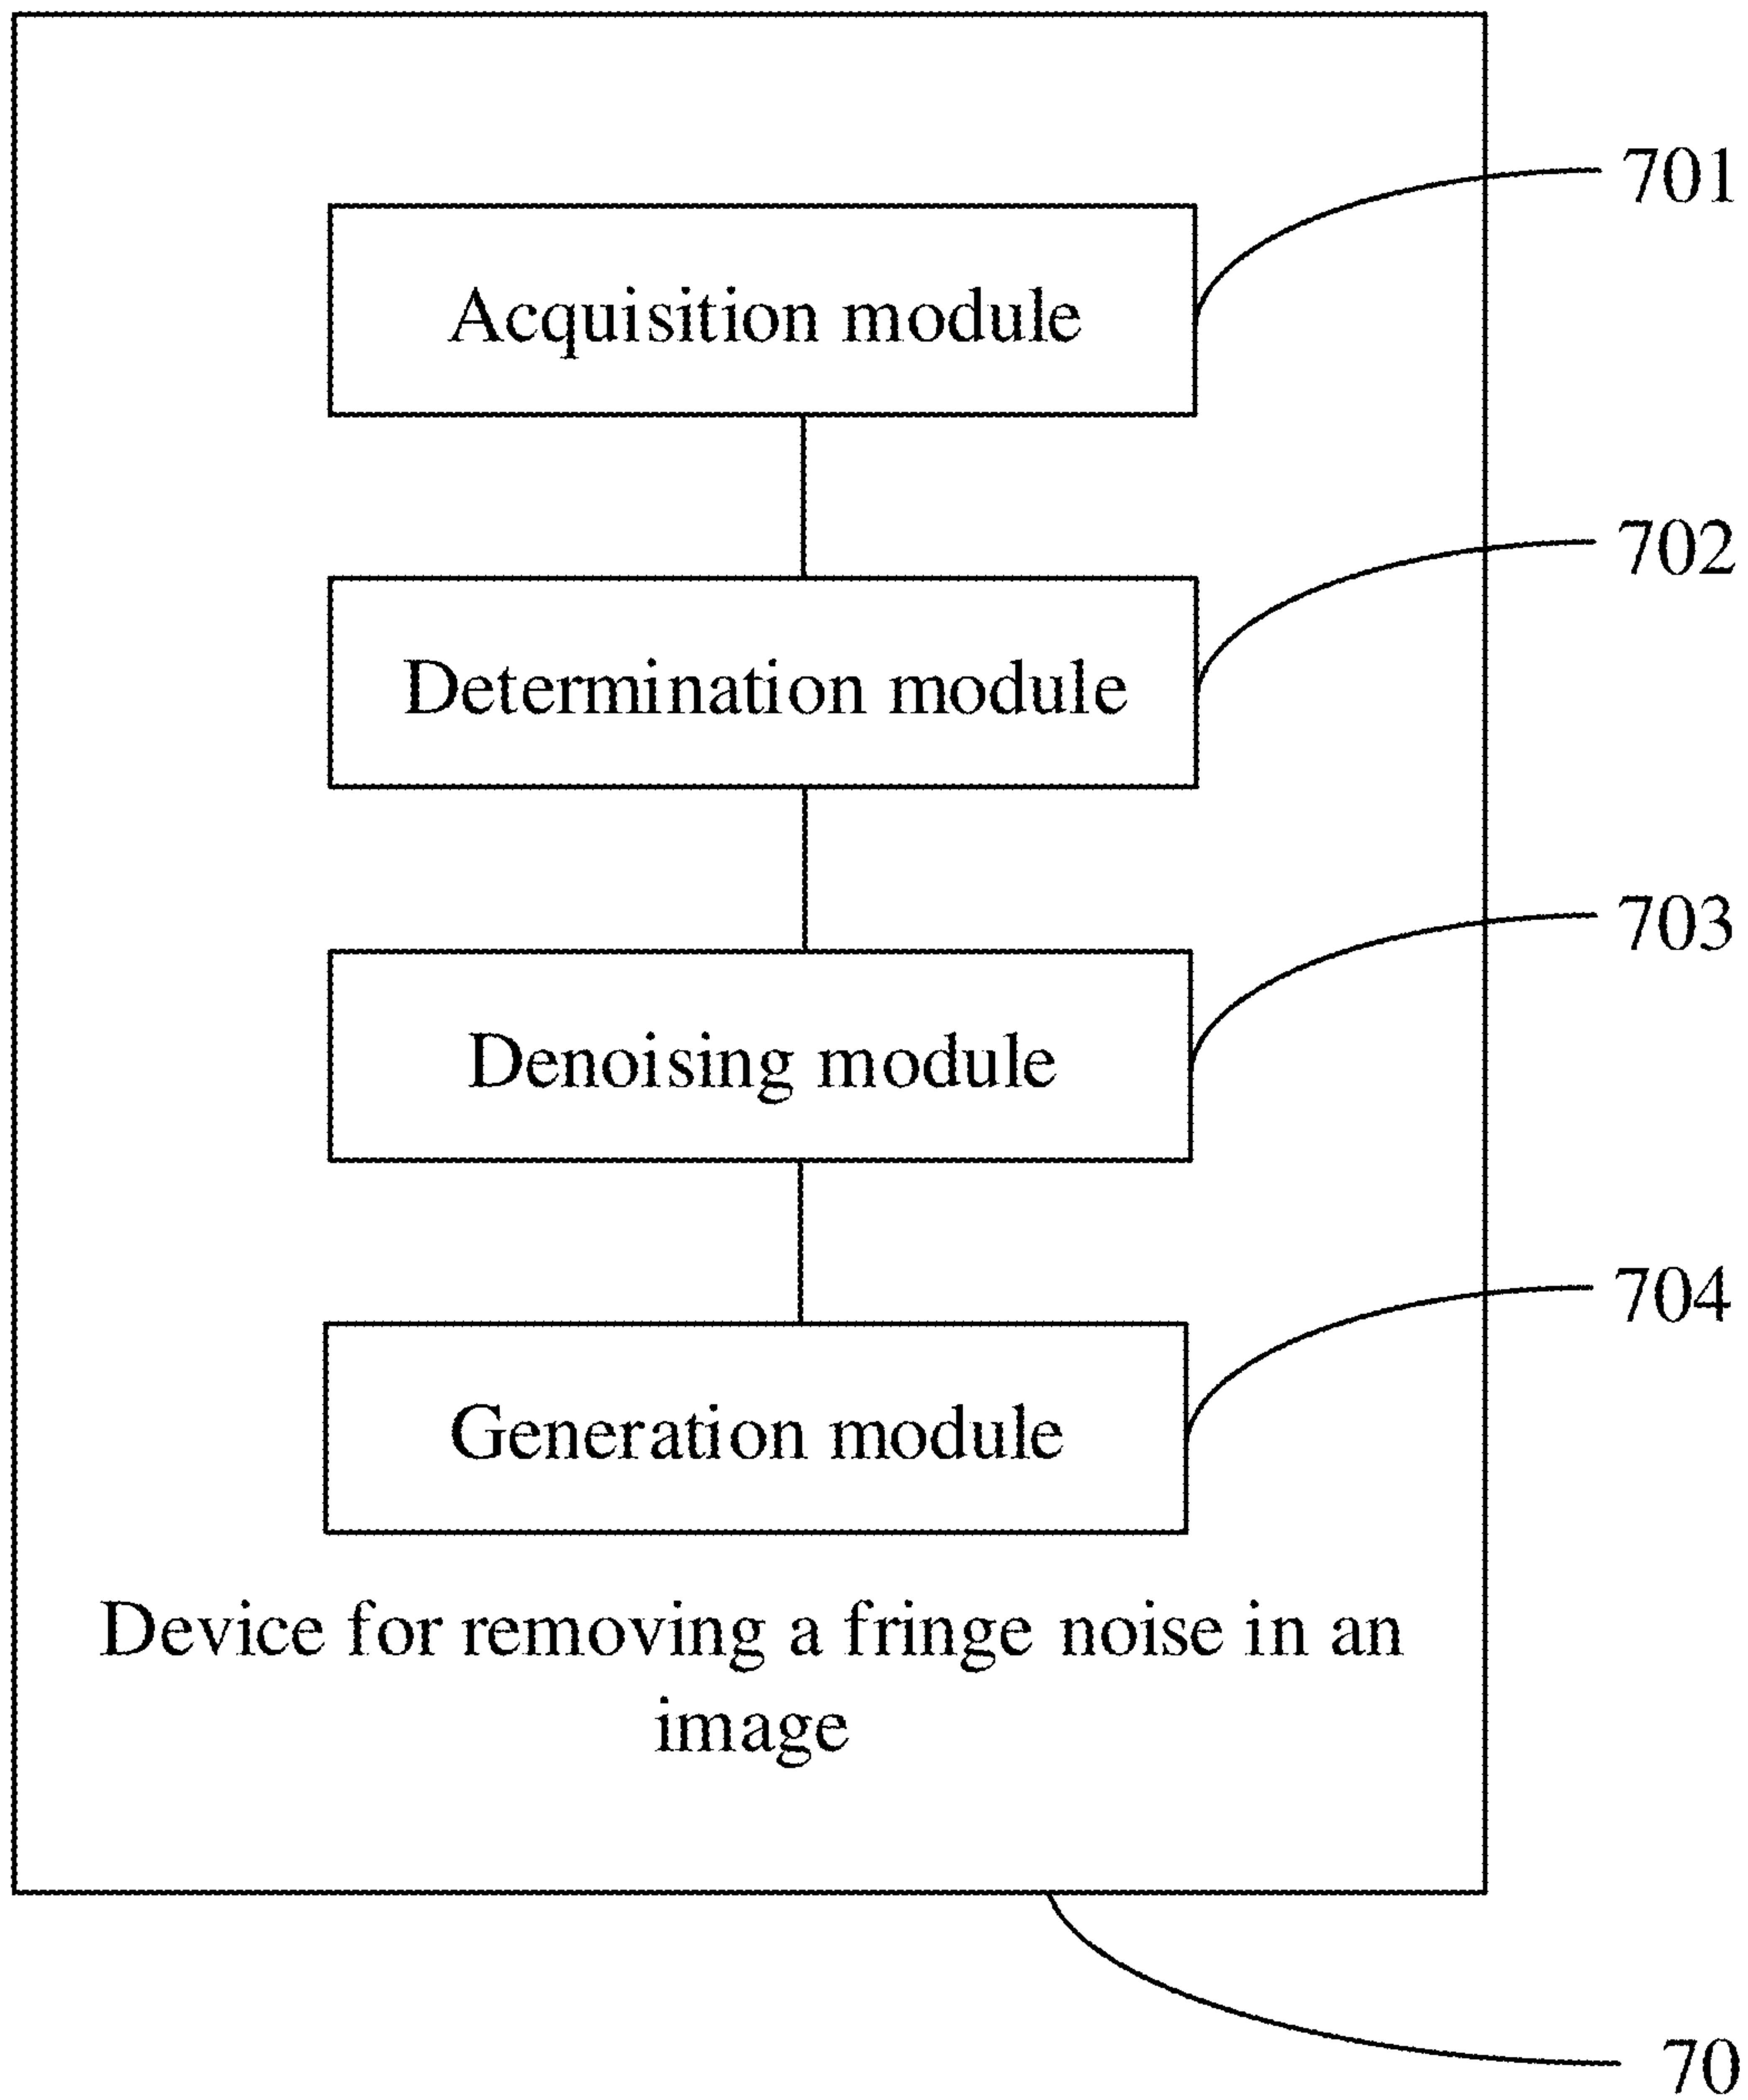 701
Acquisition module
702
Determination module
703
Denoising module
704
Generation module
Device for removing a fringe noise in an
image
70